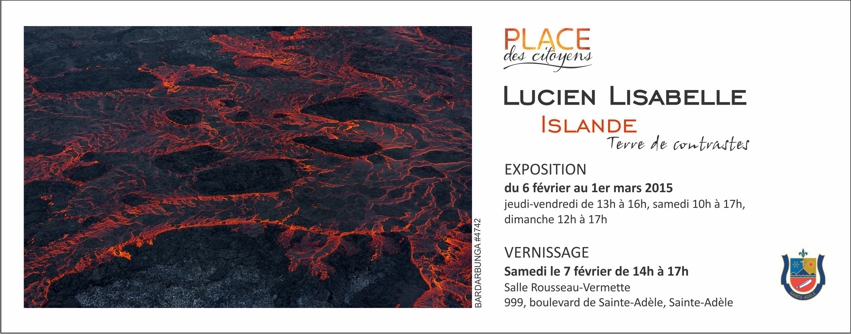 PLACE
des citoyens
LUCIEN LISABELLE
ISLANDE
Terre de contrastes
EXPOSITION
du 6 février au 1er mars 2015
jeudi-vendredi de 13h à 16h, samedi 10h à 17h,
dimanche 12h à 17h
BARDARBUNGA #4742
VERNISSAGE
Samedi le 7 février de 14h à 17h
Salle Rousseau-Vermette
999, boulevard de Sainte-Adèle, Sainte-Adèle